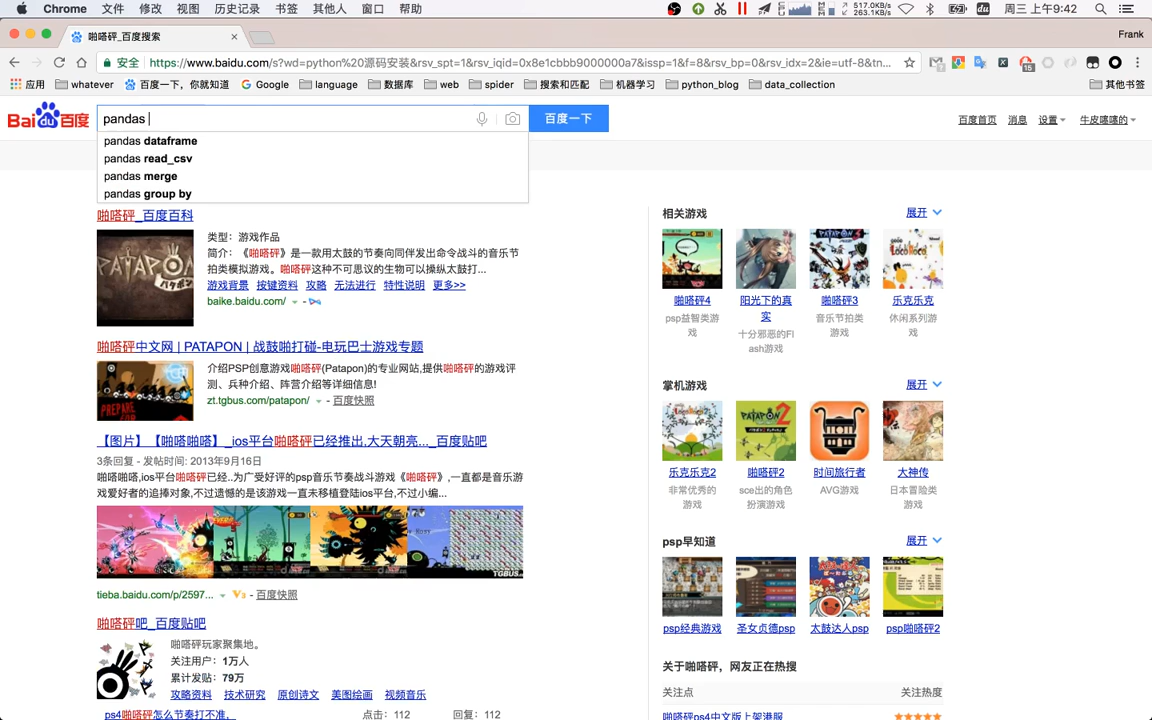 Chrome 文件 修改 视图 历史记录 书签 其他人 窗口 帮助
517.0KB/s
263.1KB/s
周三 上午9:42
啪嗒砰_百度搜索
Frank
安全 https://www.baidu.com/s?wd=python%20源码安装&rsv_spt=1&rsv_iqid=0x8e1cbbb9000000a7&issp=1&f=8&rsv_bp=0&rsv_idx=2&ie=utf-8&tn...
应用 whatever 百度一下，你就知道 Google language 数据库 web spider 搜索和匹配 机器学习 python_blog data_collection 其他书签
Bai du 百度 pandas 百度一下 百度首页 消息 设置 牛皮噻噻的
pandas dataframe
pandas read_csv
pandas merge
pandas group by
啪嗒砰_百度百科
PATAPON
类型：游戏作品
简介：《啪嗒砰》是一款用太鼓的节奏向同伴发出命令战斗的音乐节
拍类模拟游戏。啪嗒砰这种不可思议的生物可以操纵太鼓打...
游戏背景 按键资料 攻略 无法进行 特性说明 更多>>
baike.baidu.com/
啪嗒砰中文网 | PATAPON | 战鼓啪打碰-电玩巴士游戏专题
PREPARE
介绍PSP创意游戏啪嗒砰(Patapon)的专业网站,提供啪嗒砰的游戏评
测、兵种介绍、阵营介绍等详细信息!
zt.tgbus.com/patapon/ - 百度快照
【图片】【啪嗒啪嗒】_ios平台啪嗒砰已经推出,大天朝亮..._百度贴吧
3条回复 - 发帖时间: 2013年9月16日
啪嗒啪嗒,ios平台啪嗒砰已经..为广受好评的psp音乐节奏战斗游戏《啪嗒砰》,一直都是音乐游
戏爱好者的追捧对象,不过遗憾的是该游戏一直未移植登陆ios平台,不过小编...
TGBUS
tieba.baidu.com/p/2597... V3 - 百度快照
啪嗒砰吧_百度贴吧
啪嗒砰玩家聚集地。
关注用户：1万人
累计发贴：79万
攻略资料 技术研究 原创诗文 美图绘画 视频音乐
ps4啪嗒砰怎么节奏打不准, 点击：112 回复：112
相关游戏 展开
啪嗒砰4 阳光下的真实 啪嗒砰3 乐克乐克
psp益智类游戏 十分邪恶的Flash游戏 音乐节拍类游戏 休闲系列游戏
掌机游戏 展开
乐克乐克2 啪嗒砰2 时间旅行者 大神传
非常优秀的游戏 sce出的角色扮演游戏 AVG游戏 日本冒险类游戏
psp早知道 展开
psp经典游戏 圣女贞德psp 太鼓达人psp psp啪嗒砰2
关于啪嗒砰，网友正在热搜
关注点 关注热度
啪嗒砰ps4中文版上架港服